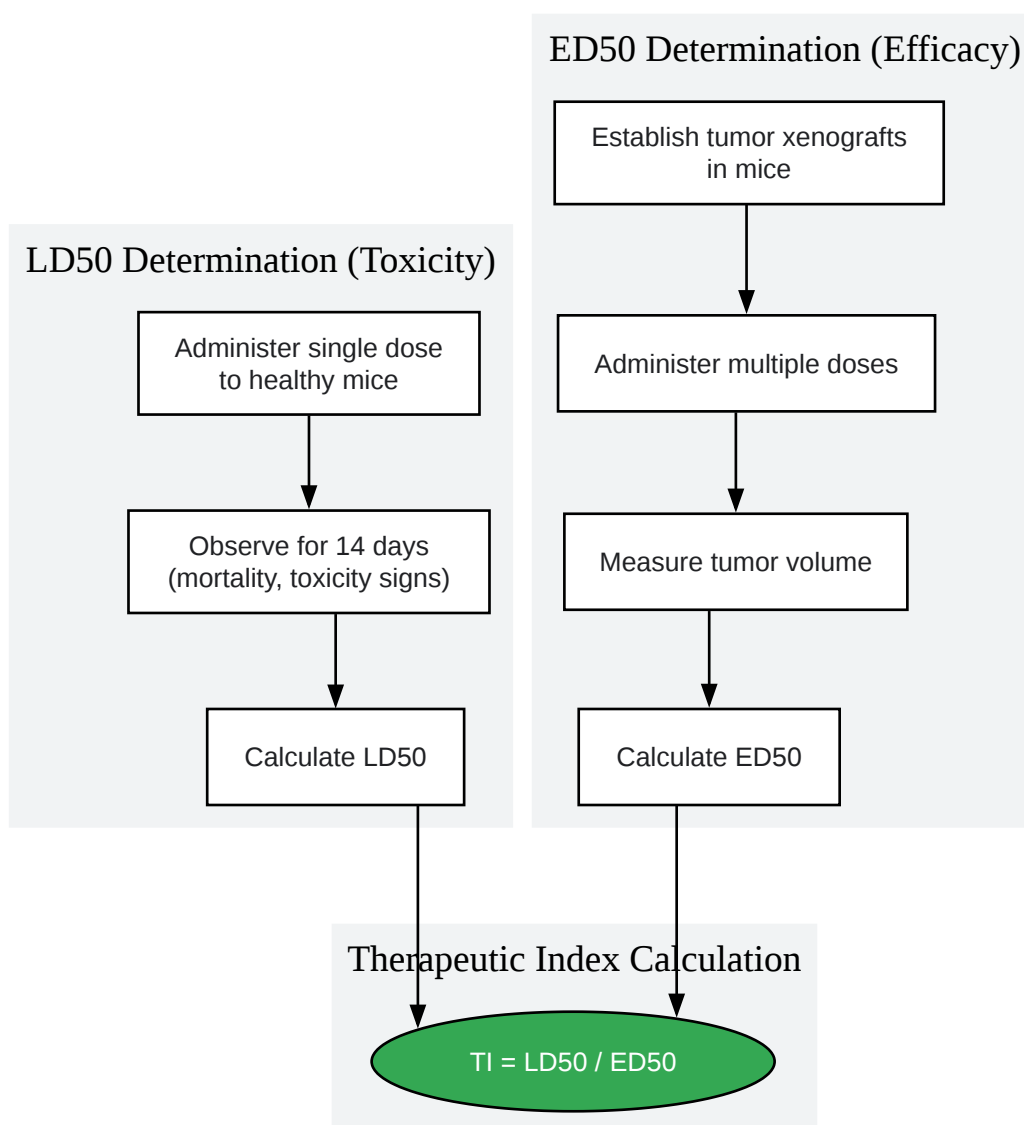 ED50 Determination (Efficacy)
Establish tumor xenografts
in mice
Administer multiple doses
Measure tumor volume
Calculate ED50
LD50 Determination (Toxicity)
Administer single dose
to healthy mice
Observe for 14 days
(mortality, toxicity signs)
Calculate LD50
Therapeutic Index Calculation
TI = LD50 / ED50